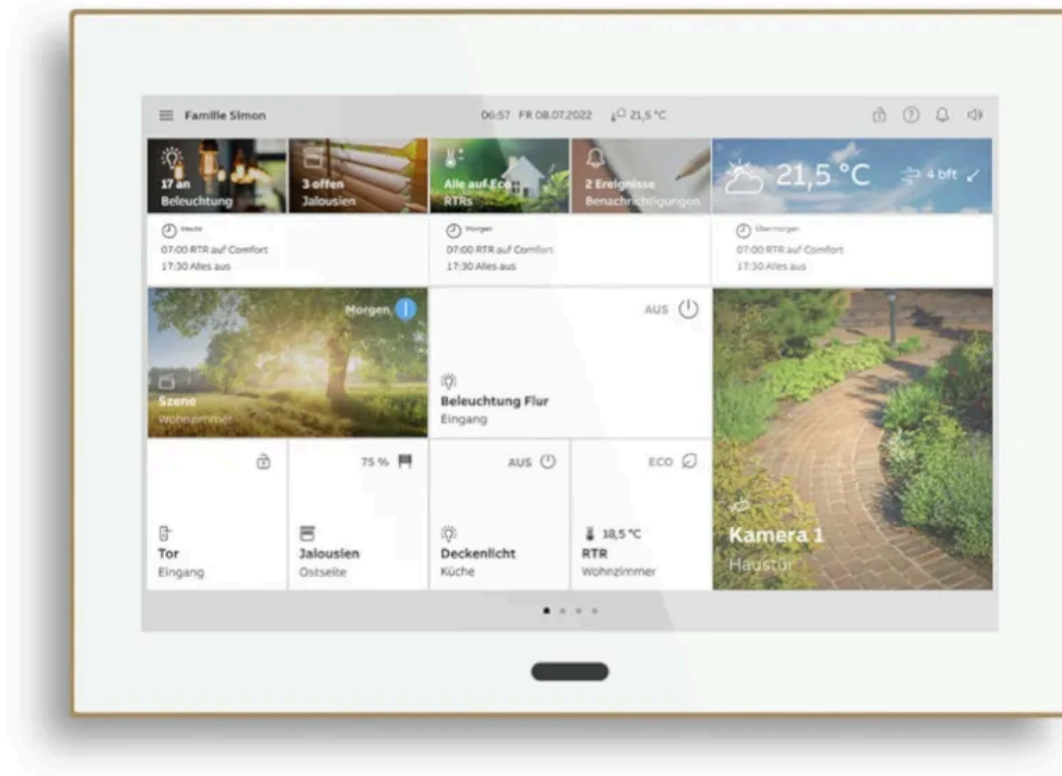 Familie Simon
06:57 FR 08.07.2022 21,5 °C
17 an
Beleuchtung
3 offen
Jalousien
Alle auf Eco
RTRs
2 Ereignisse
Benachrichtigungen
21,5 °C
4 bft
Heute
07:00 RTR auf Comfort
17:30 Alles aus
Morgen
07:00 RTR auf Comfort
17:30 Alles aus
Übermorgen
07:00 RTR auf Comfort
17:30 Alles aus
Morgen
Szene
Wohnzimmer
AUS
Beleuchtung Flur
Eingang
Kamera 1
Haustür
Tor
Eingang
75 %
Jalousien
Ostseite
AUS
Deckenlicht
Küche
ECO
18,5 °C
RTR
Wohnzimmer